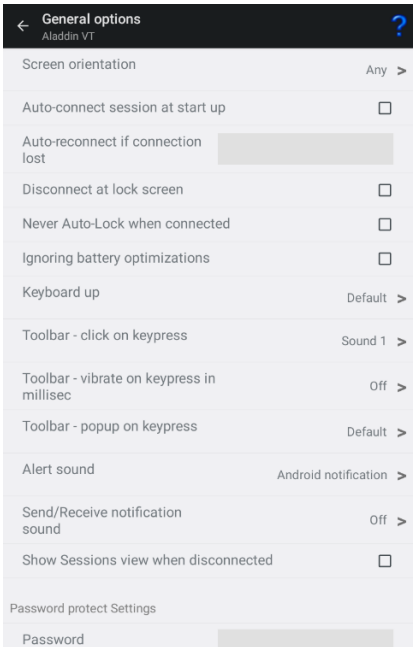 General options
Aladdin VT
?
Screen orientation
Any >
Auto-connect session at start up
Auto-reconnect if connection
lost
Disconnect at lock screen
Never Auto-Lock when connected
Ignoring battery optimizations
Keyboard up
Default >
Toolbar - click on keypress
Sound 1 >
Toolbar - vibrate on keypress in
millisec
Off >
Toolbar - popup on keypress
Default >
Alert sound
Android notification >
Send/Receive notification
sound
Off >
Show Sessions view when disconnected
Password protect Settings
Password